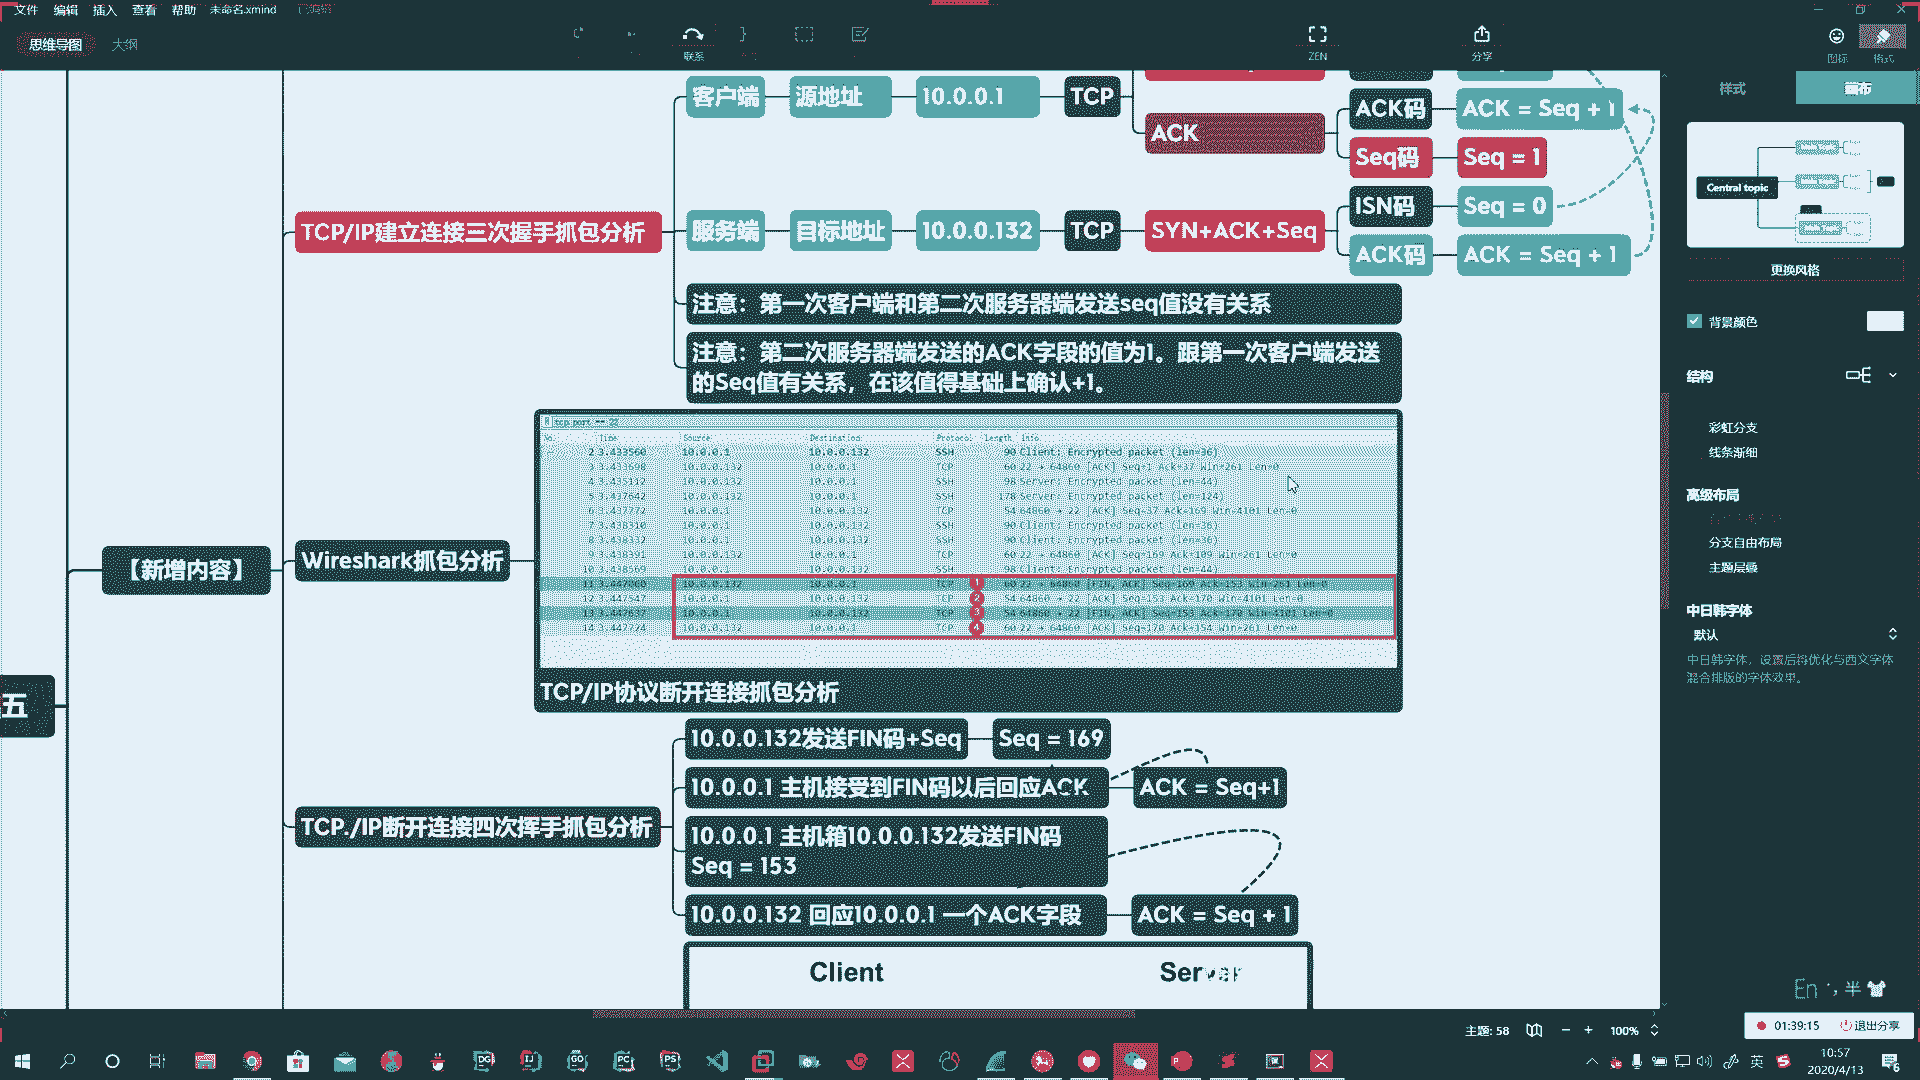 文件 编辑 插入 查看 帮助 未命名.xmind
思维导图 大纲
联系
ZEN
分享
图标 格式
客户端 源地址 10.0.0.1 TCP
ACK
ACK码 ACK = Seq + 1
Seq码 Seq = 1
TCP/IP建立连接三次握手抓包分析
服务端 目标地址 10.0.0.132 TCP SYN+ACK+Seq
ISN码 Seq = 0
ACK码 ACK = Seq + 1
注意：第一次客户端和第二次服务器端发送seq值没有关系
注意：第二次服务器端发送的ACK字段的值为1。跟第一次客户端发送
的Seq值有关系，在该值得基础上确认+1。
tcp.port == 22
No. Time Source Destination Protocol Length Info
2 3.433560 10.0.0.1 10.0.0.132 SSH 90 Client: Encrypted packet (len=36)
3 3.433698 10.0.0.132 10.0.0.1 TCP 60 22 → 64860 [ACK] Seq=1 Ack=37 Win=261 Len=0
4 3.435112 10.0.0.132 10.0.0.1 SSH 98 Server: Encrypted packet (len=44)
5 3.437642 10.0.0.132 10.0.0.1 SSH 178 Server: Encrypted packet (len=124)
6 3.437772 10.0.0.1 10.0.0.132 TCP 54 64860 → 22 [ACK] Seq=37 Ack=169 Win=4101 Len=0
7 3.438310 10.0.0.1 10.0.0.132 SSH 90 Client: Encrypted packet (len=36)
8 3.438332 10.0.0.1 10.0.0.132 SSH 90 Client: Encrypted packet (len=36)
9 3.438391 10.0.0.132 10.0.0.1 TCP 60 22 → 64860 [ACK] Seq=169 Ack=109 Win=261 Len=0
10 3.438569 10.0.0.1 10.0.0.132 SSH 98 Client: Encrypted packet (len=44)
11 3.447060 10.0.0.132 10.0.0.1 TCP 1 60 22 → 64860 [FIN, ACK] Seq=169 Ack=153 Win=261 Len=0
12 10.0.0.1 10.0.0.132 TCP 2 54 64860 → 22 [ACK] Seq=153 Ack=170 Win=4101 Len=0
13 3.447637 10.0.0.1 10.0.0.132 TCP 3 54 64860 → 22 [FIN, ACK] Seq=153 Ack=170 Win=4101 Len=0
14 3.447774 10.0.0.132 10.0.0.1 TCP 4 60 22 → 64860 [ACK] Seq=170 Ack=154 Win=261 Len=0
【新增内容】
Wireshark抓包分析
TCP/IP协议断开连接抓包分析
五
10.0.0.132发送FIN码+Seq Seq = 169
10.0.0.1 主机接受到FIN码以后回应ACK ACK = Seq+1
TCP./IP断开连接四次挥手抓包分析
10.0.0.1 主机箱10.0.0.132发送FIN码
Seq = 153
10.0.0.132 回应10.0.0.1 一个ACK字段 ACK = Seq + 1
Client Server
样式 画布
Central topic
更换风格
背景颜色
结构
彩虹分支
线条渐细
高级布局
分支自由布局
主题层叠
中日韩字体
默认
中日韩字体，设置后将优化与西文字体
混合排版的字体效果。
En 半
主题: 58 100%
01:39:15 退出分享
英
10:57
2020/4/13